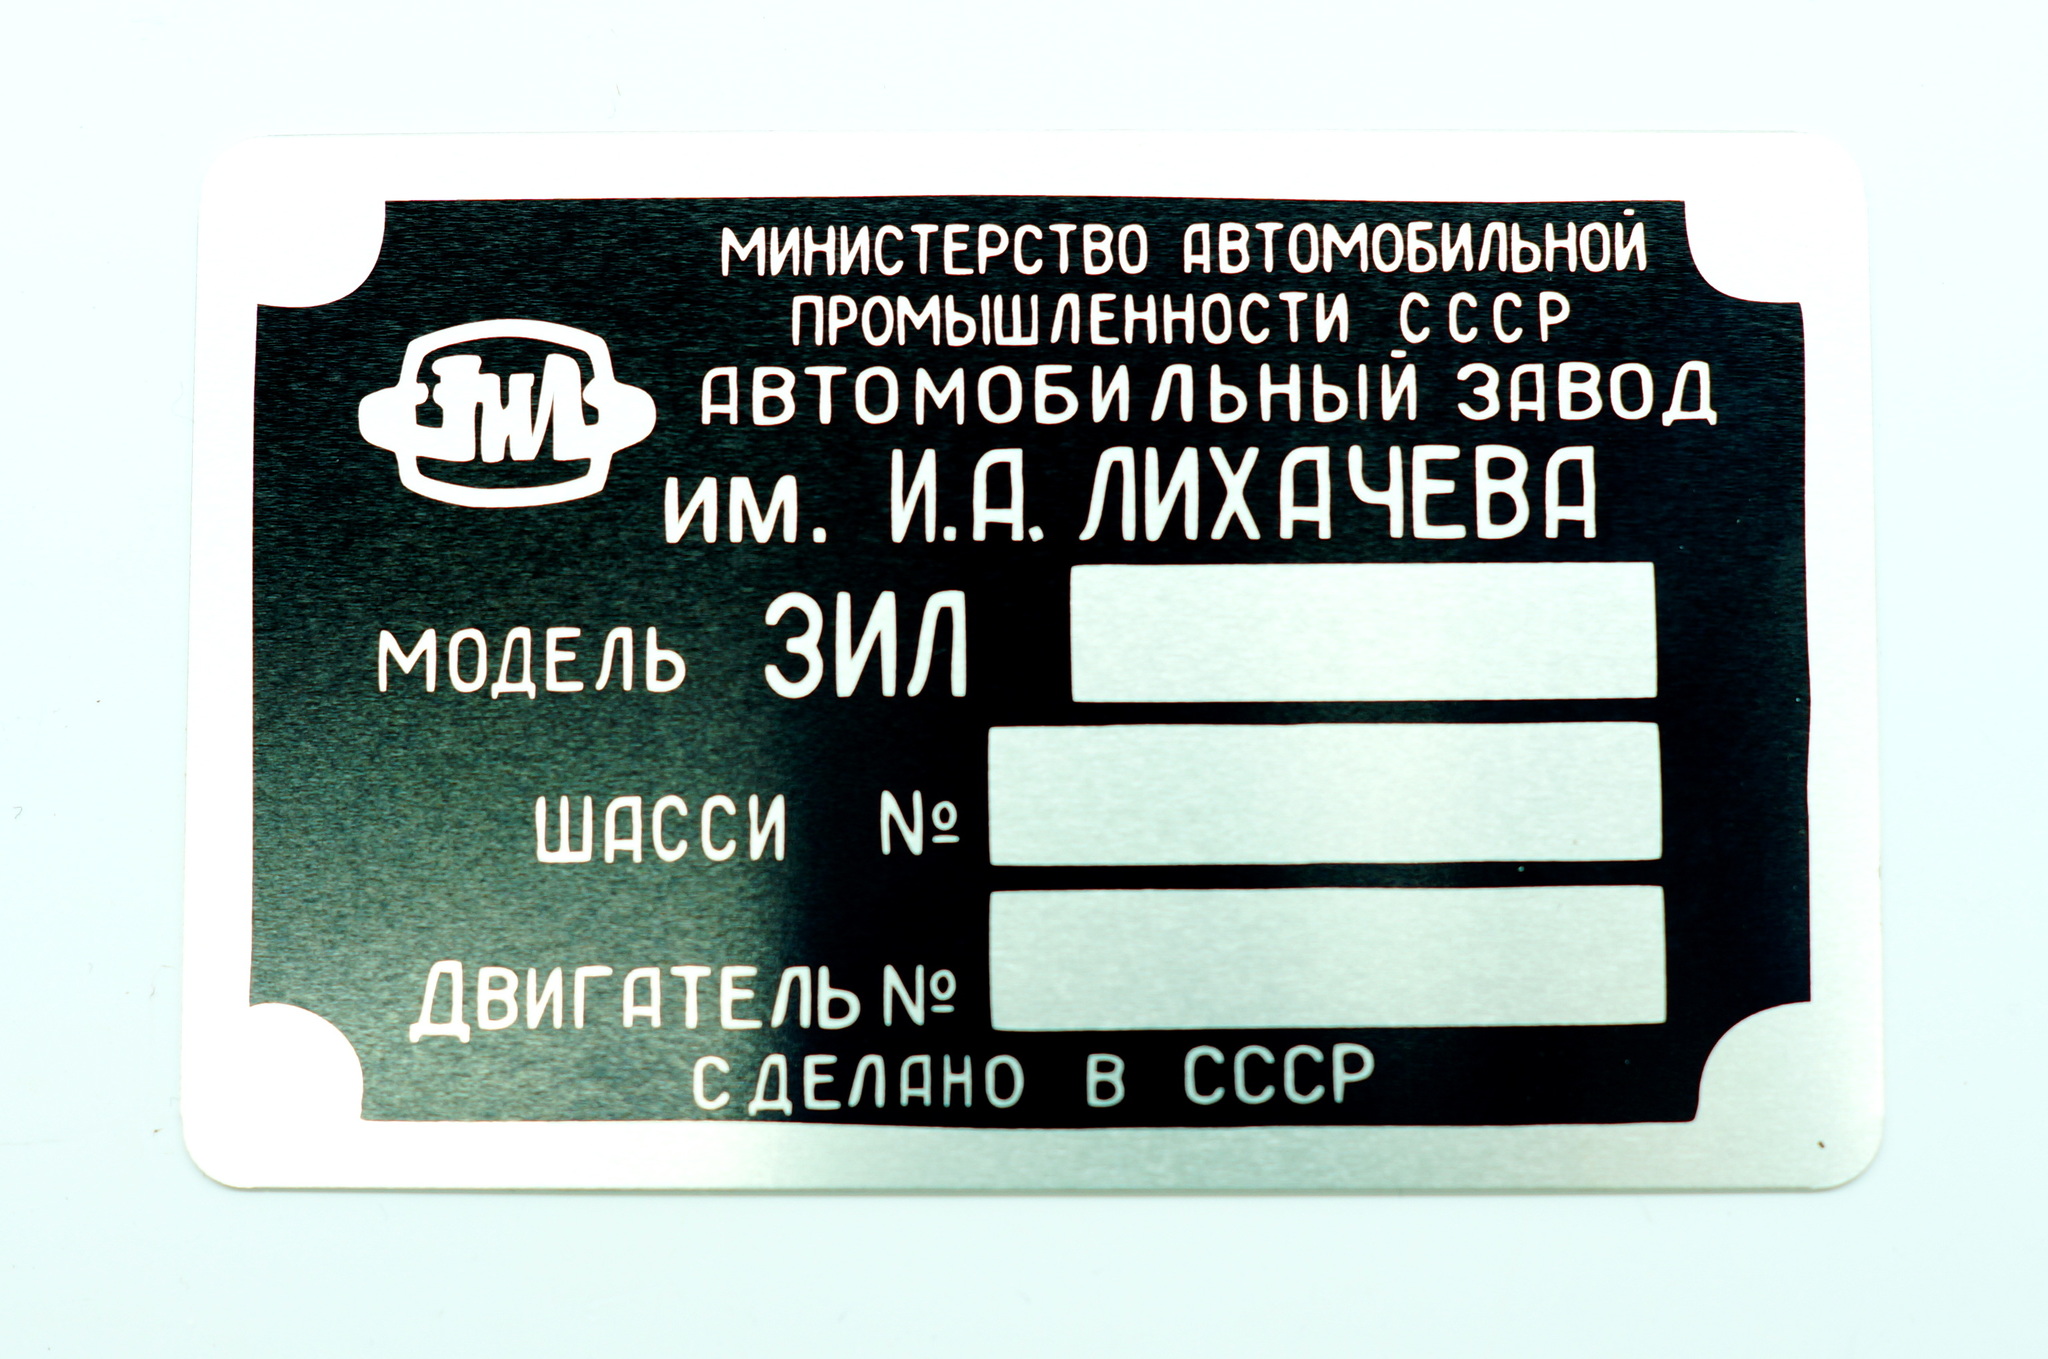 МИНИСТЕРСТВО АВТОМОБИЛЬНОЙ
ПРОМЫШЛЕННОСТИ СССР
ЗИЛ
АВТОМОБИЛЬНЫЙ ЗАВОД
ИМ. И.А. ЛИХАЧЕВА
МОДЕЛЬ ЗИЛ
ШАССИ №
ДВИГАТЕЛЬ №
СДЕЛАНО В СССР